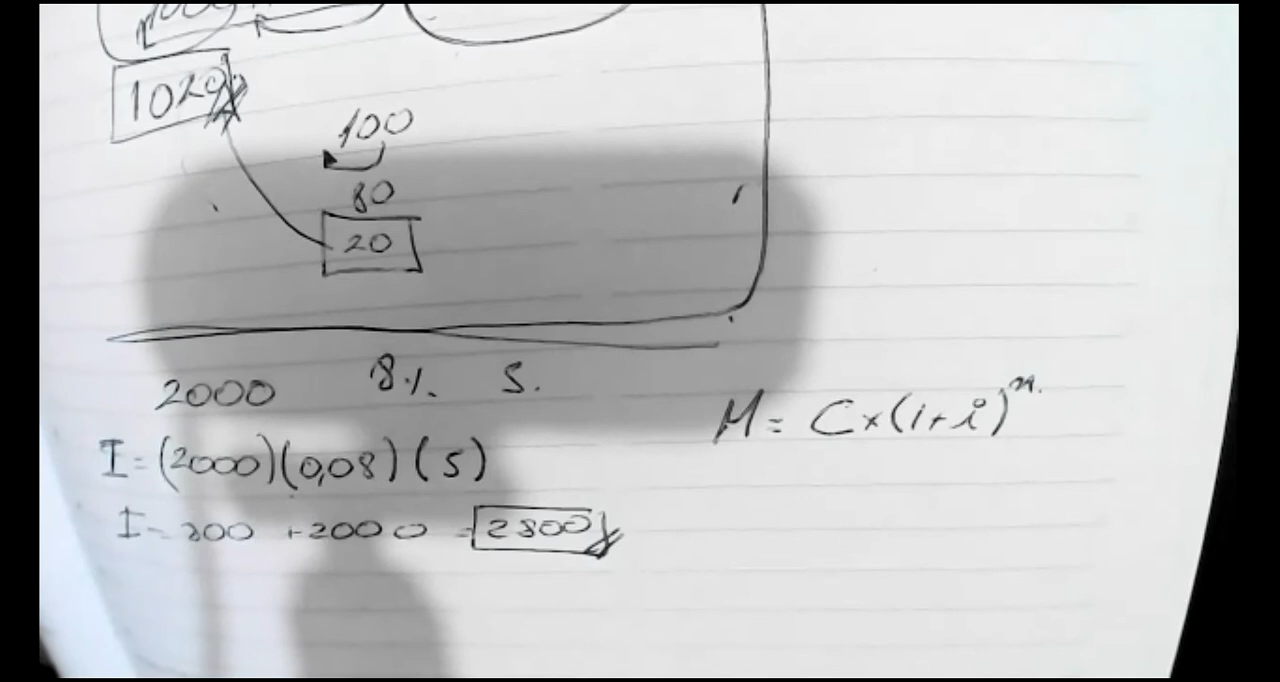 1020
100
80
20
2000 8%. 5.
I=(2000)(0,08)(5)
I=800 +2000 =2800
M= C×(1+i)ⁿ.